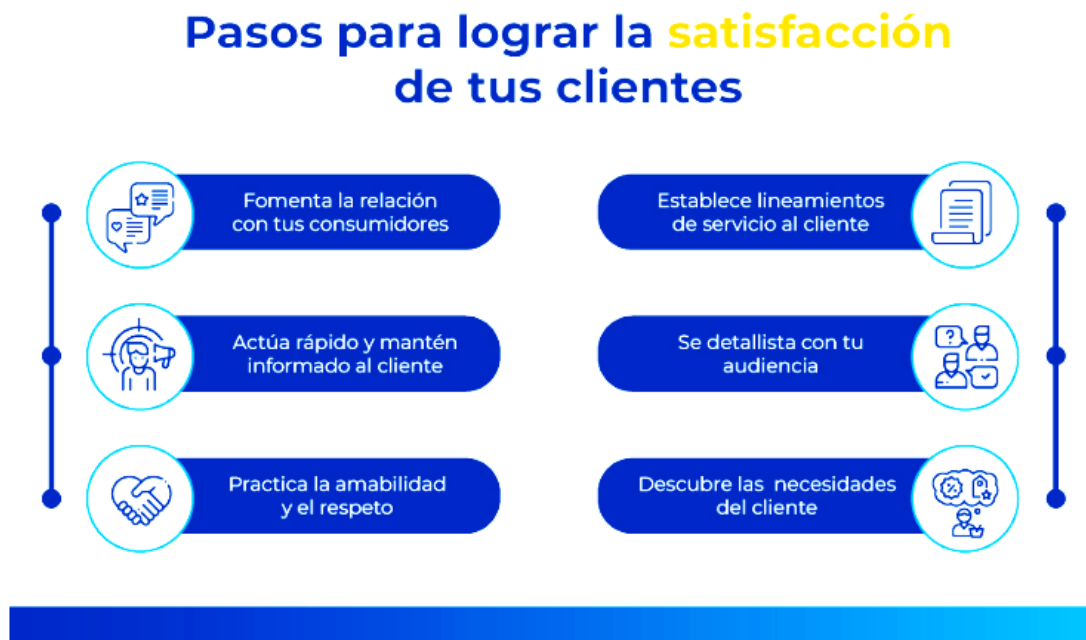 Pasos para lograr la satisfacción
de tus clientes
Fomenta la relación
con tus consumidores
Actúa rápido y mantén
informado al cliente
Practica la amabilidad
y el respeto
Establece lineamientos
de servicio al cliente
Se detallista con tu
audiencia
Descubre las necesidades
del cliente